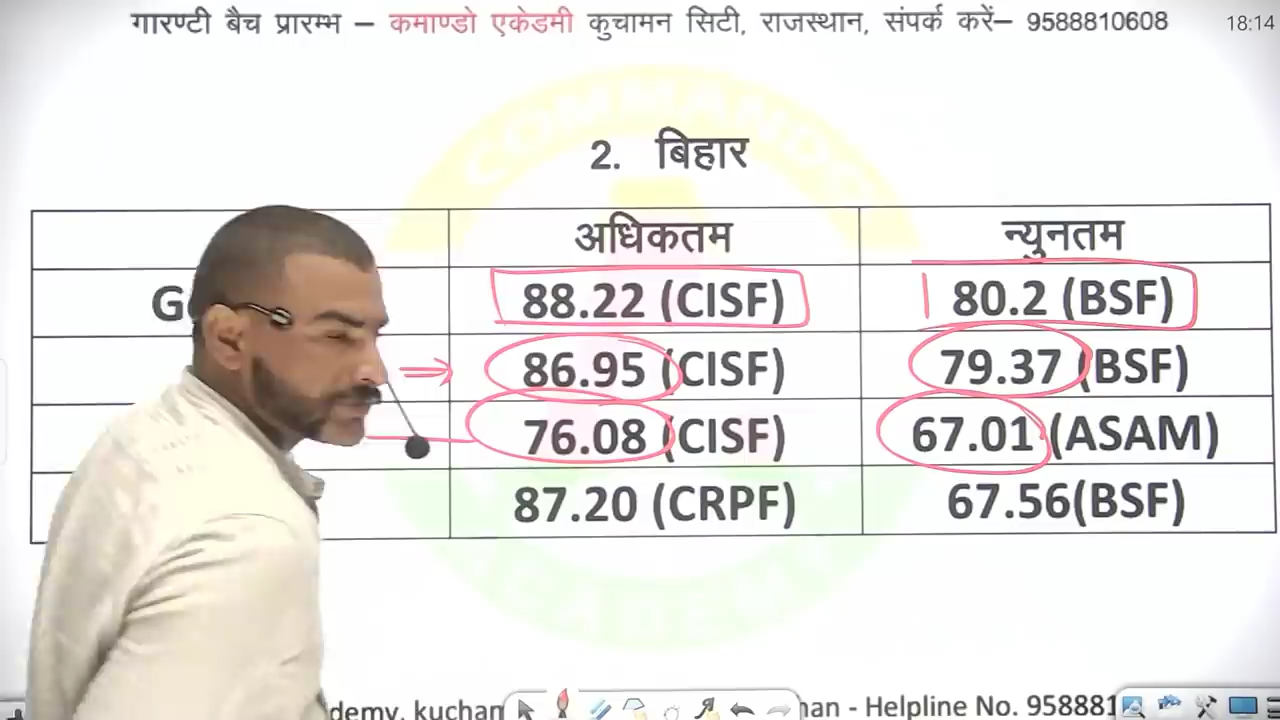 गारण्टी बैच प्रारम्भ – कमाण्डो एकेडमी कुचामन सिटी, राजस्थान, संपर्क करें– 9588810608
18:14
COMMANDO
2. बिहार
अधिकतम न्युनतम
88.22 (CISF) 80.2 (BSF)
86.95 (CISF) 79.37 (BSF)
76.08 (CISF) 67.01 (ASAM)
87.20 (CRPF) 67.56(BSF)
ACADEMY
- Helpline No.